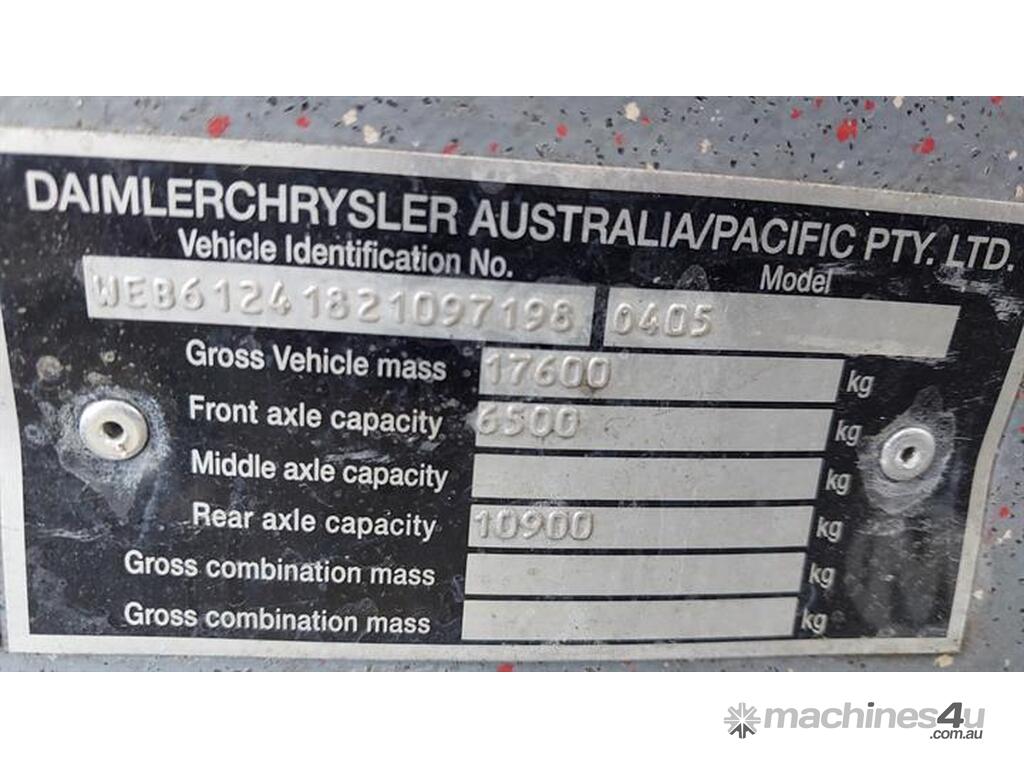 DAIMLERCHRYSLER AUSTRALIA/PACIFIC PTY. LTD.
Vehicle Identification No. Model
WEB61241821097198 0405
Gross Vehicle mass 17600 kg
Front axle capacity 6500 kg
Middle axle capacity kg
Rear axle capacity 10900 kg
Gross combination mass kg
Gross combination mass kg
machines4u
.com.au